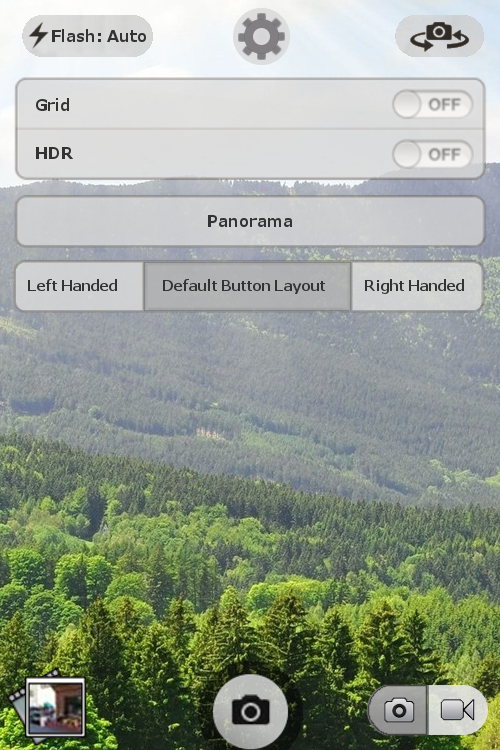 Flash: Auto
Grid OFF
HDR OFF
Panorama
Left Handed Default Button Layout Right Handed